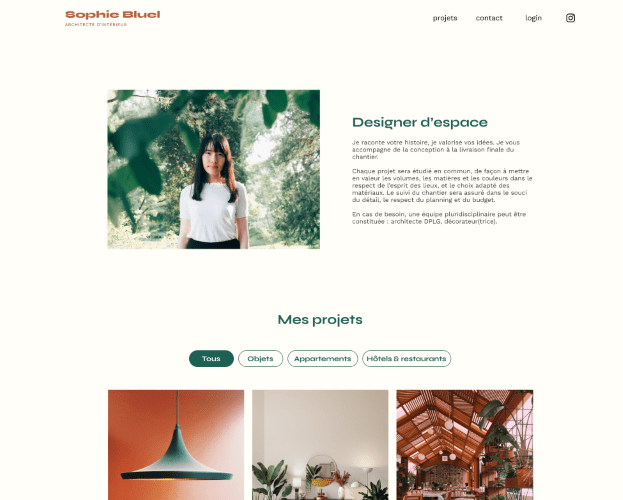 Sophie Bluel
ARCHITECTE D'INTÉRIEUR
projets
contact
login
Designer d'espace
Je raconte votre histoire, je valorise vos idées. Je vous
accompagne de la conception à la livraison finale du
chantier.
Chaque projet sera étudié en commun, de façon à mettre
en valeur les volumes, les matières et les couleurs dans le
respect de l'esprit des lieux, et le choix adapté des
matériaux. Le suivi du chantier sera assuré dans le souci
du détail, le respect du planning et du budget.
En cas de besoin, une équipe pluridisciplinaire peut être
constituée : architecte DPLG, décorateur(trice).
Mes projets
Tous
Objets
Appartements
Hôtels & restaurants